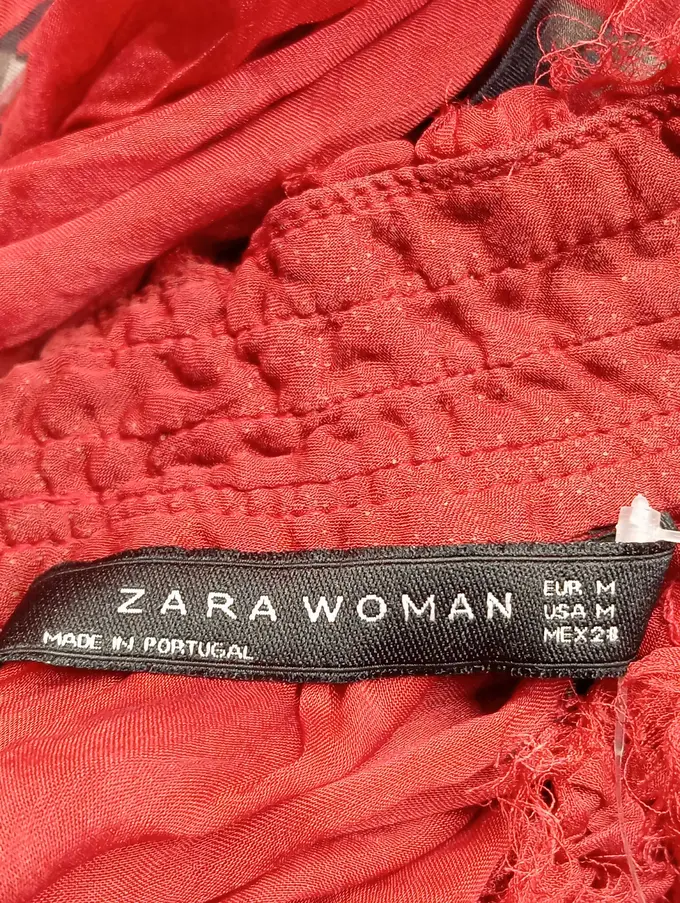 ZARA WOMAN
MADE IN PORTUGAL
EUR M
USA M
MEX 28